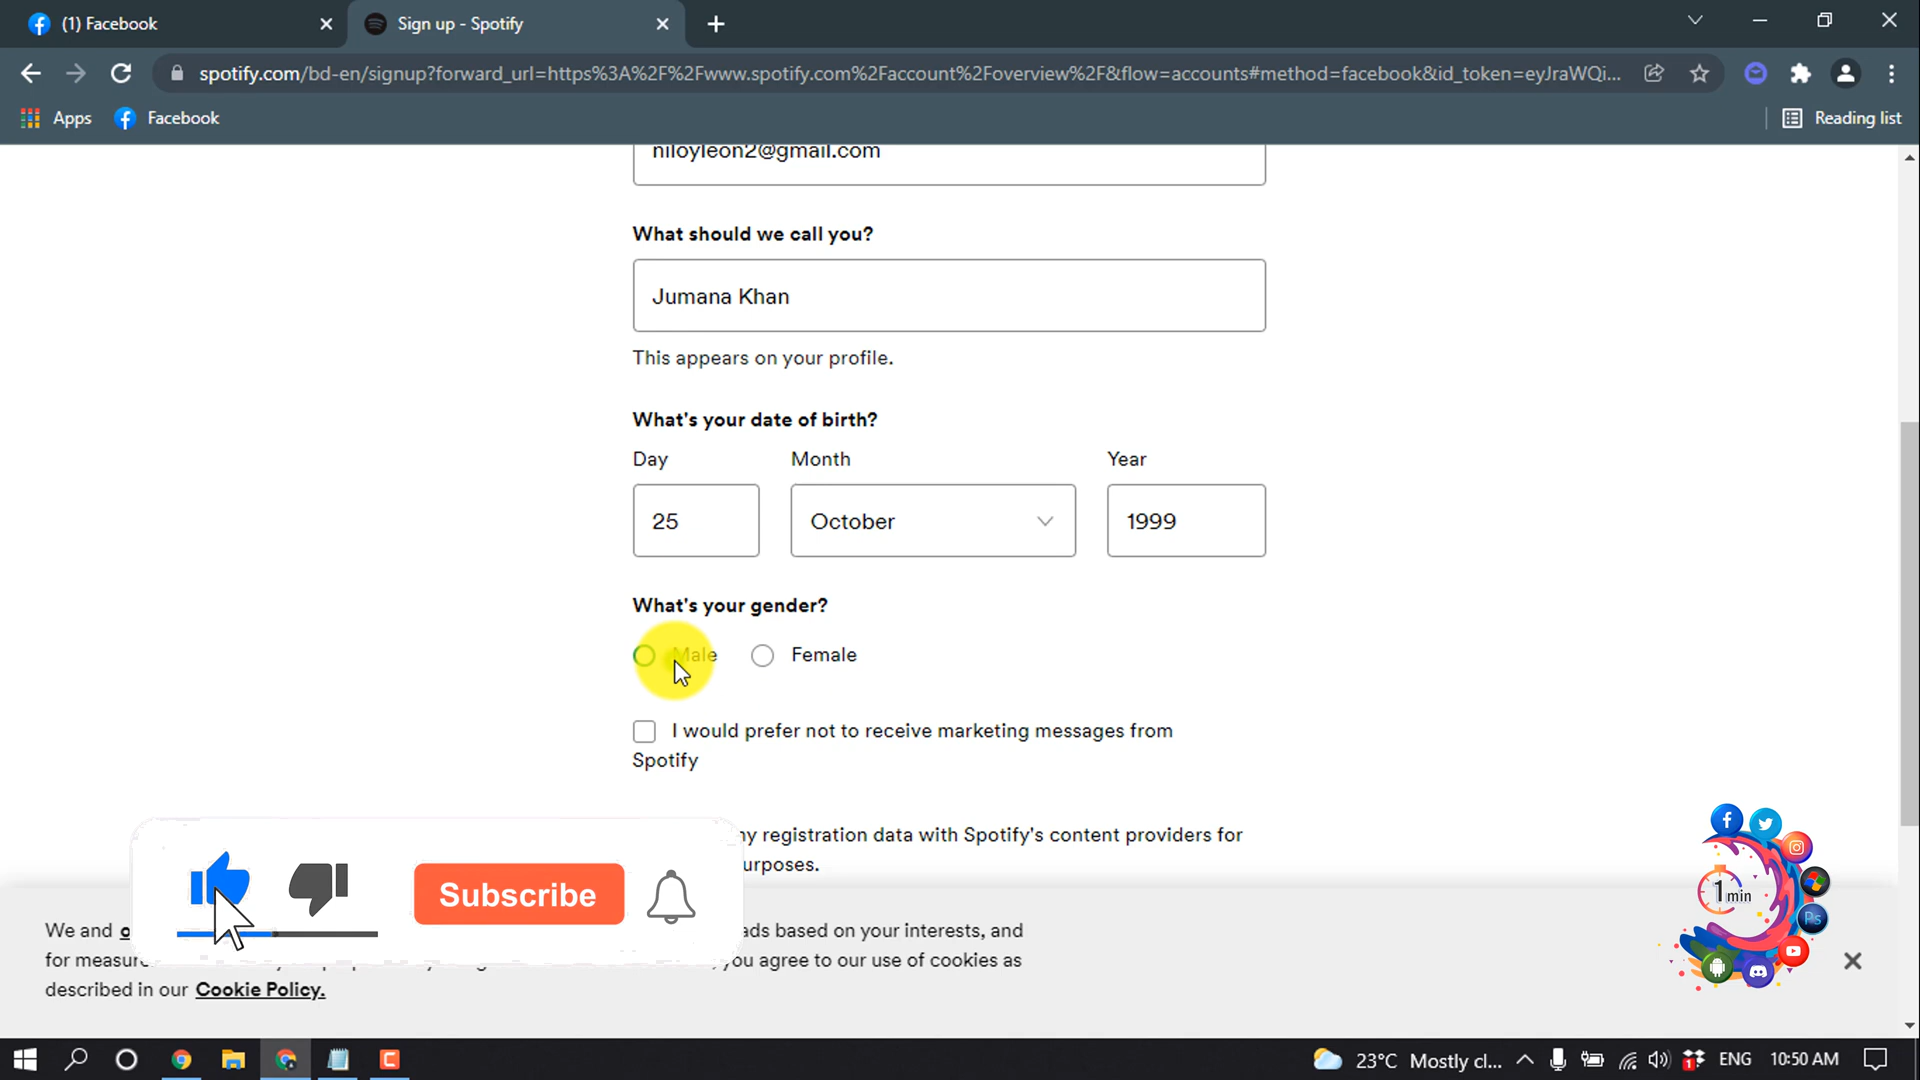 (1) Facebook
Sign up - Spotify
spotify.com/bd-en/signup?forward_url=https%3A%2F%2Fwww.spotify.com%2Faccount%2Foverview%2F&flow=accounts#method=facebook&id_token=eyJraWQi...
Apps
Facebook
Reading list
niloyleon2@gmail.com
What should we call you?
Jumana Khan
This appears on your profile.
What's your date of birth?
Day
Month
Year
25
October
1999
What's your gender?
Male
Female
I would prefer not to receive marketing messages from
Spotify
my registration data with Spotify's content providers for
purposes.
Subscribe
We and
ads based on your interests, and
for measur
you agree to our use of cookies as
described in our Cookie Policy.
1 min
Ps
23°C Mostly cl...
1
ENG
10:50 AM